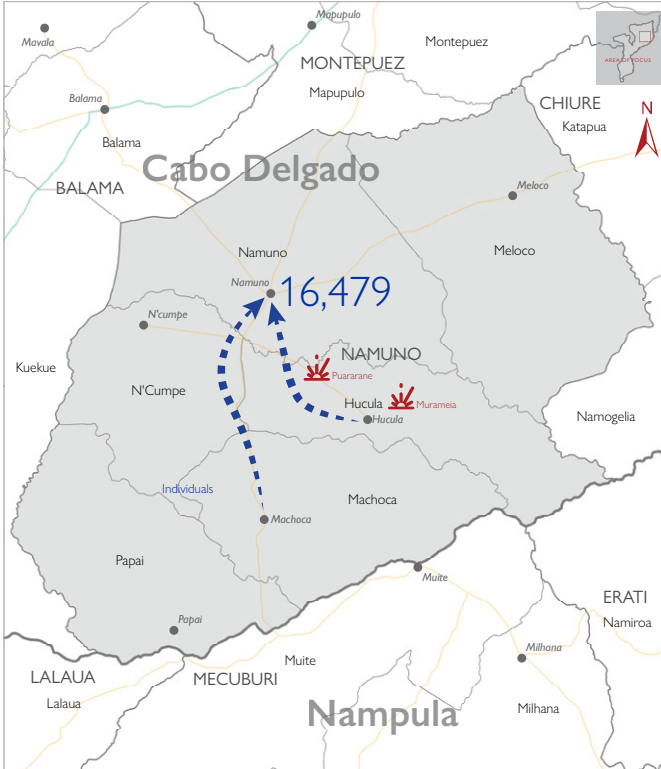 Mapupulo
Mavala
Montepuez
MONTEPUEZ
Mapupulo
AREA OF FOCUS
Balama
CHIURE
Katapua
N
Balama
Cabo Delgado
BALAMA
Meloco
Namuno
Meloco
Namuno
16,479
N'cumpe
NAMUNO
Kuekue
Puararane
N'Cumpe
Hucula
Murameia
Hucula
Namogelia
Individuals
Machoca
Machoca
Papai
Muite
ERATI
Namiroa
Papai
Milhana
Muite
LALAUA
MECUBURI
Lalaua
Nampula
Milhana